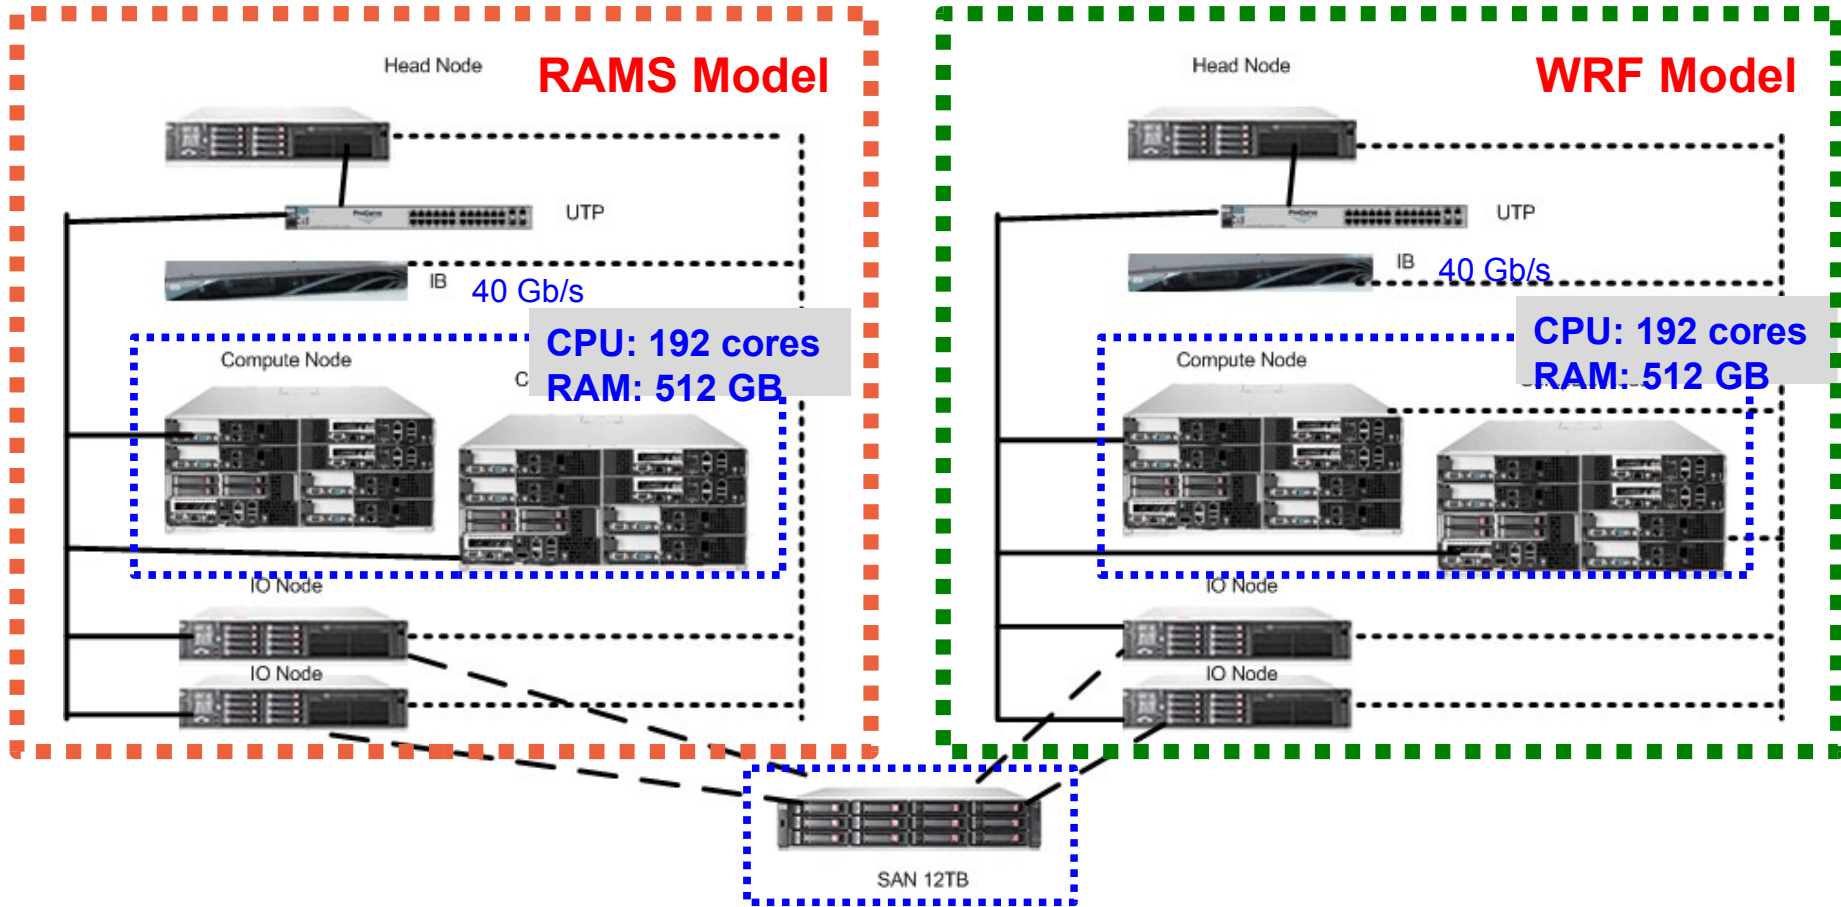 Head Node
RAMS Model
UTP
IB
40 Gb/s
CPU: 192 cores
RAM: 512 GB
Compute Node
C
IO Node
IO Node
Head Node
WRF Model
UTP
IB
40 Gb/s
CPU: 192 cores
RAM: 512 GB
Compute Node
IO Node
IO Node
SAN 12TB